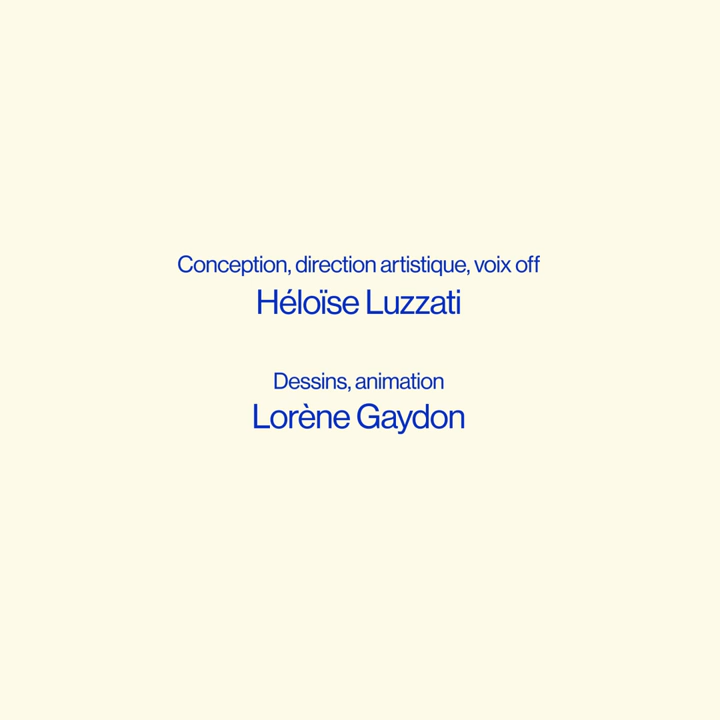 Conception, direction artistique, voix off
Héloïse Luzzati
Dessins, animation
Lorène Gaydon